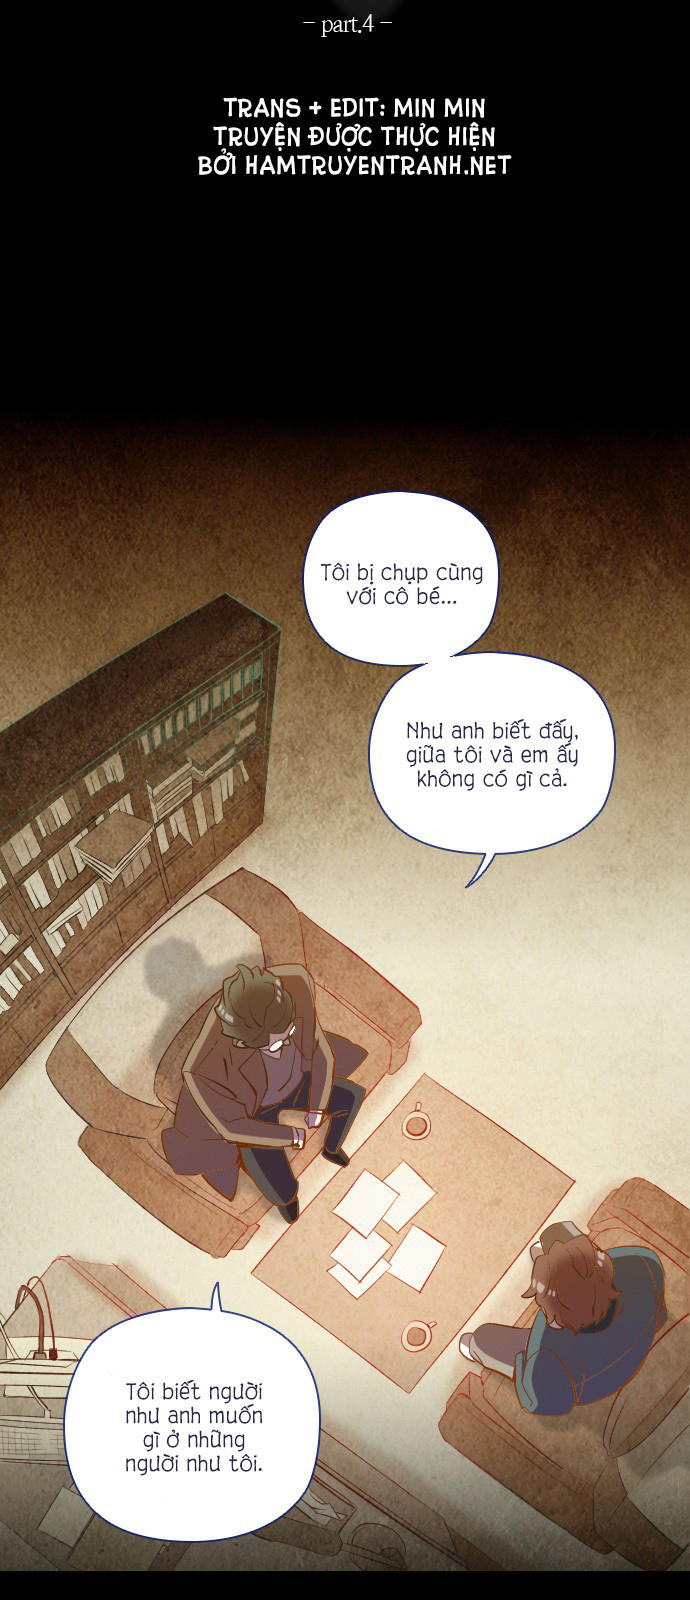 - part.4 -
TRANS + EDIT: MIN MIN
TRUYỆN ĐƯỢC THỰC HIỆN
BỞI HAMTRUYENTRANH.NET
Tôi bị chụp cùng
với cô bé...
Như anh biết đấy,
giữa tôi và em ấy
không có gì cả.
Tôi biết người
như anh muốn
gì ở những
người như tôi.